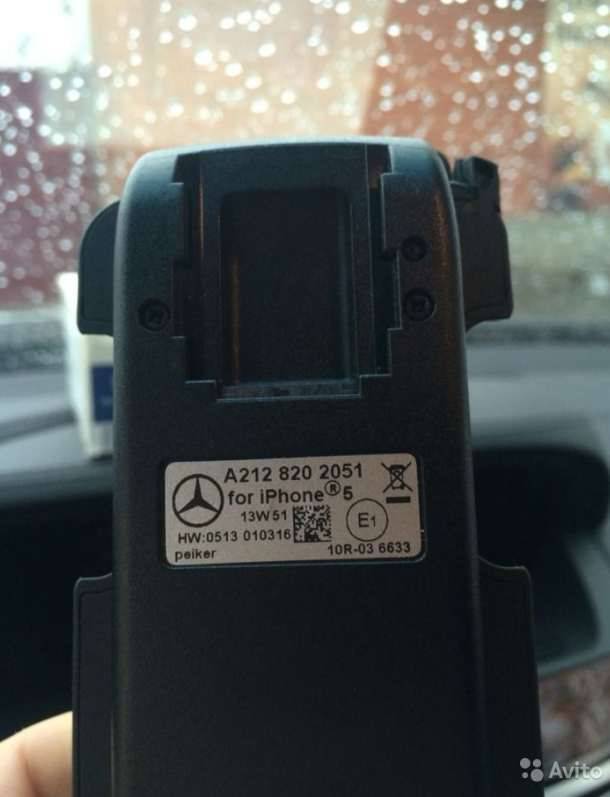 A212 820 2051
for iPhone® 5
13W51
E1
HW:0513 010316
peiker
10R-03 6633
Avito